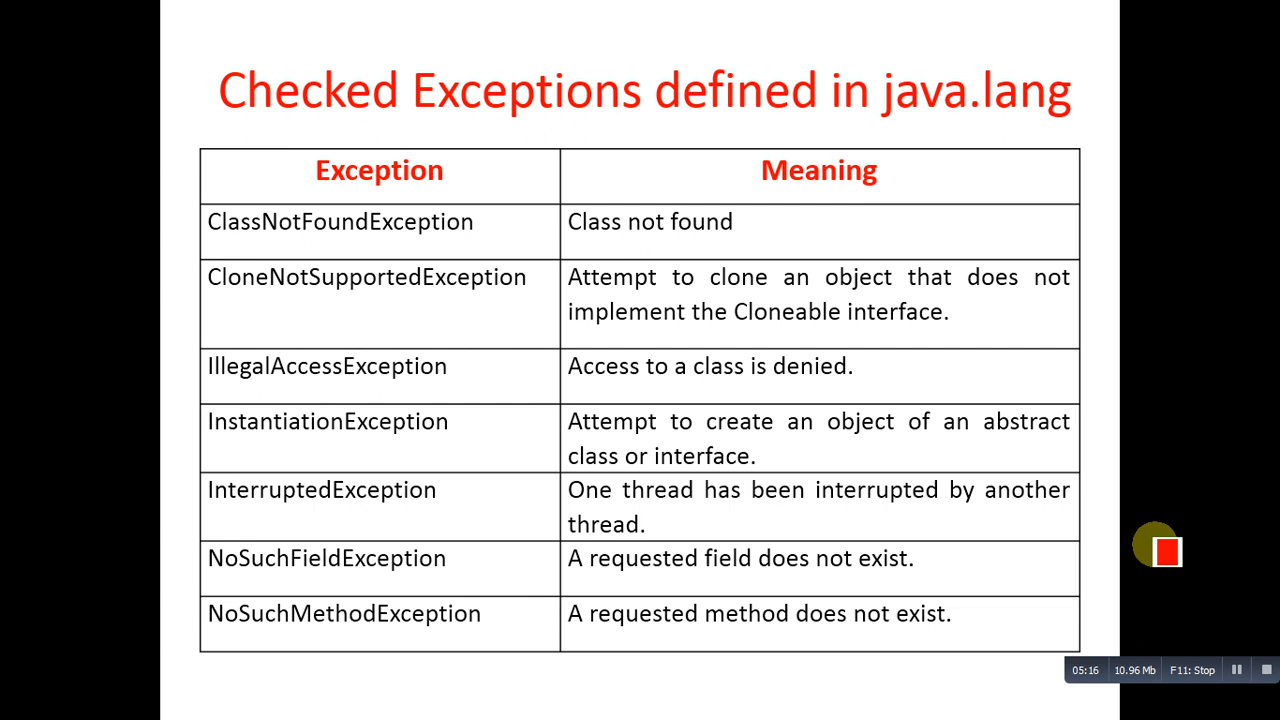 Checked Exceptions defined in java.lang
Exception Meaning
ClassNotFoundException Class not found
CloneNotSupportedException Attempt to clone an object that does not
implement the Cloneable interface.
IllegalAccessException Access to a class is denied.
InstantiationException Attempt to create an object of an abstract
class or interface.
InterruptedException One thread has been interrupted by another
thread.
NoSuchFieldException A requested field does not exist.
NoSuchMethodException A requested method does not exist.
05:16 10.96 Mb F11: Stop